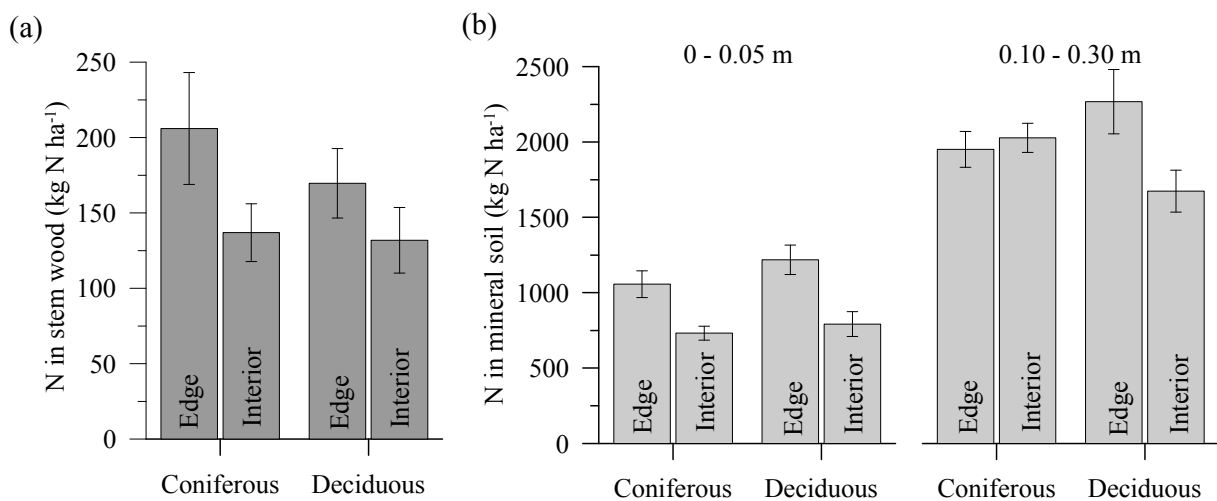 (a)
N in stem wood (kg N ha⁻¹)
250
200
150
100
50
0
Edge
Interior
Edge
Interior
Coniferous
Deciduous
(b)
0 - 0.05 m
0.10 - 0.30 m
N in mineral soil (kg N ha⁻¹)
2500
2000
1500
1000
500
0
Edge
Interior
Edge
Interior
Edge
Interior
Edge
Interior
Coniferous
Deciduous
Coniferous
Deciduous